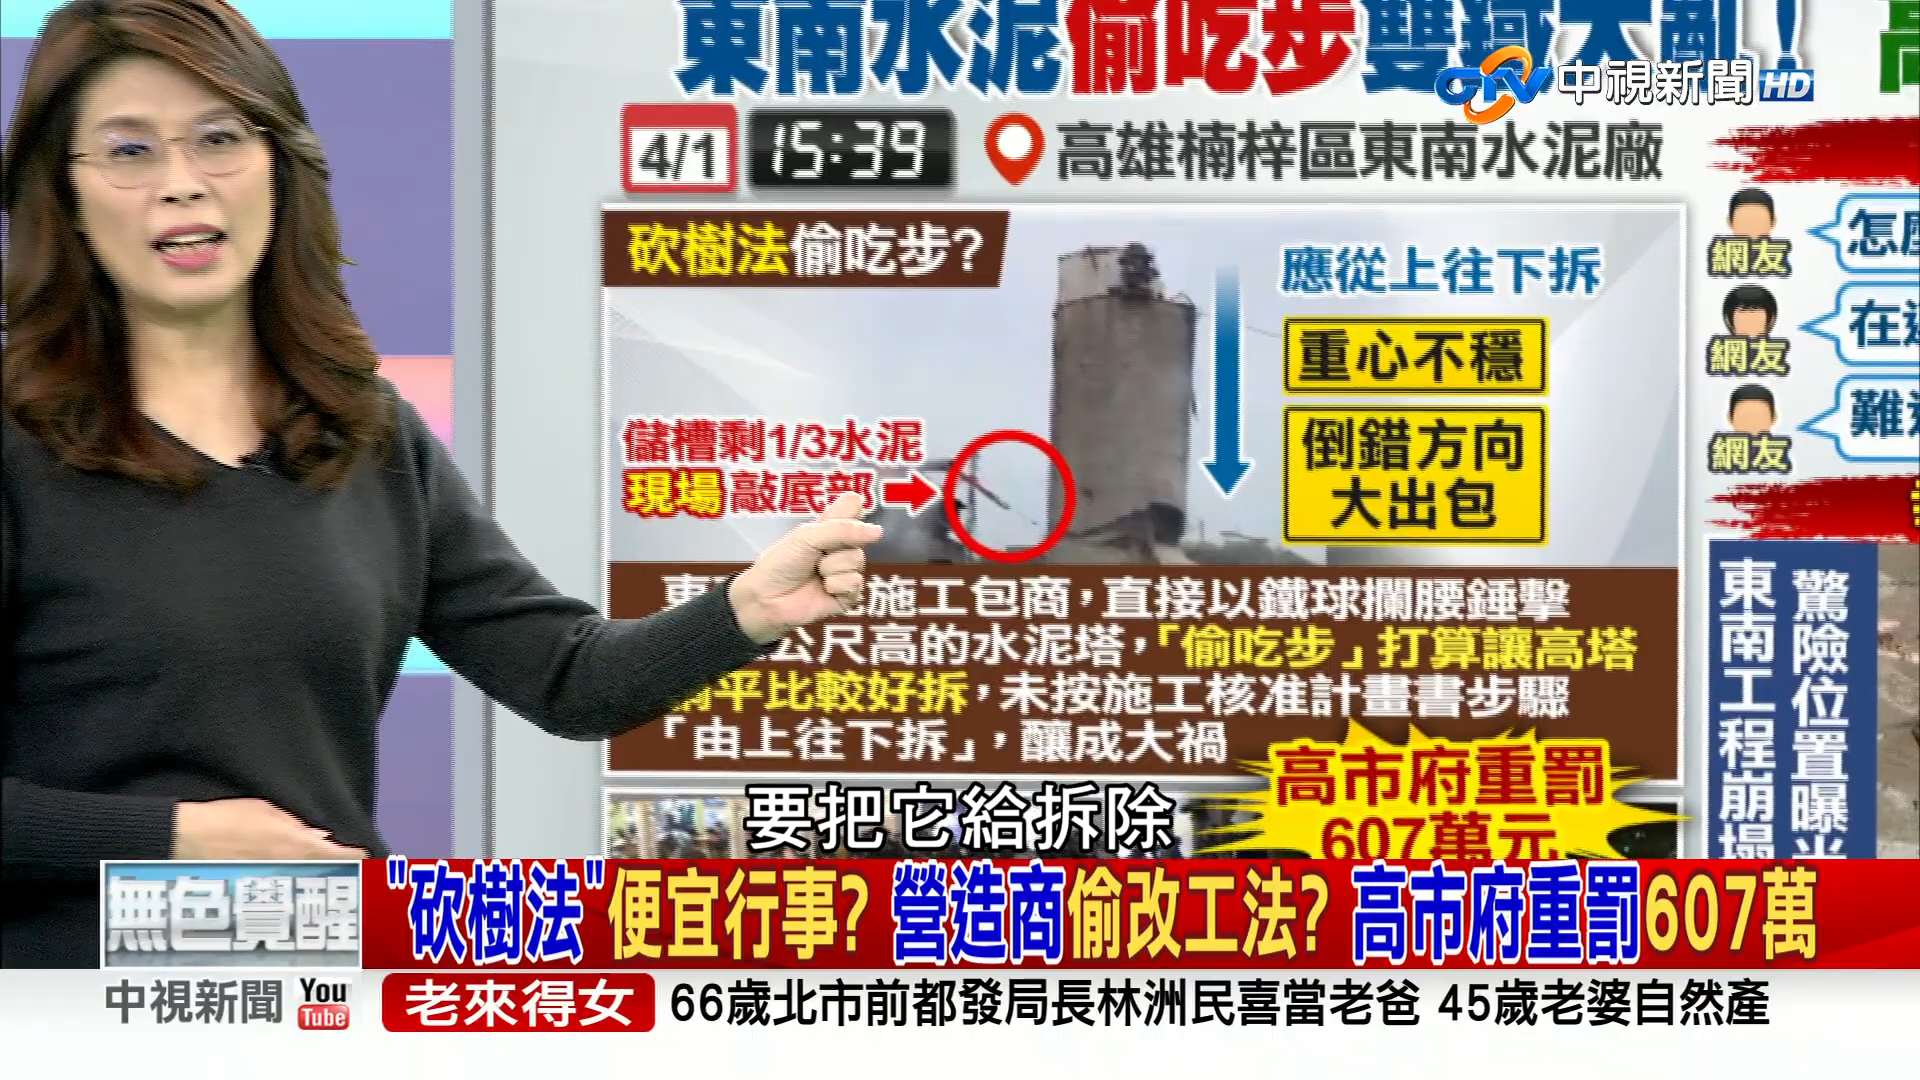 東南水泥偷吃步雙鐵大亂!
CTV中視新聞HD
4/1 15:39 高雄楠梓區東南水泥廠
砍樹法偷吃步?
應從上往下拆
重心不穩
倒錯方向
大出包
儲槽剩1/3水泥
現場敲底部
施工包商,直接以鐵球攔腰錘擊
公尺高的水泥塔,「偷吃步」打算讓高塔
平比較好拆,未按施工核准計畫書步驟
「由上往下拆」,釀成大禍
高市府重罰
607萬元
網友
網友
網友
難
驚險位置曝光
東南工程崩塌
要把它給拆除
無色覺醒
"砍樹法"便宜行事? 營造商偷改工法? 高市府重罰607萬
中視新聞 YouTube
老來得女 66歲北市前都發局長林洲民喜當老爸 45歲老婆自然產